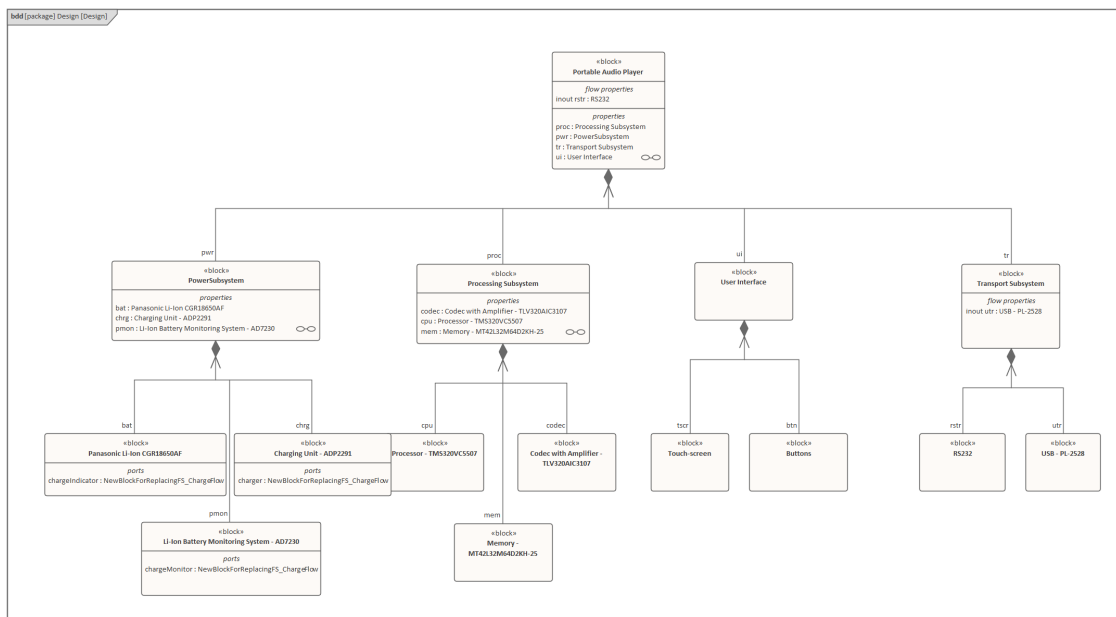 bdd [package] Design [Design]
«block»
Portable Audio Player
flow properties
inout rstr : RS232
properties
proc : Processing Subsystem
pwr : PowerSubsystem
tr : Transport Subsystem
ui : User Interface
pwr
proc
ui
tr
«block»
PowerSubsystem
properties
bat : Panasonic Li-Ion CGR18650AF
chrg : Charging Unit - ADP2291
pmon : Li-Ion Battery Monitoring System - AD7230
«block»
Processing Subsystem
properties
codec : Codec with Amplifier - TLV320AIC3107
cpu : Processor - TMS320VC5507
mem : Memory - MT42L32M64D2KH-25
«block»
User Interface
«block»
Transport Subsystem
flow properties
inout utr : USB - PL-2528
bat
chrg
cpu
codec
tscr
btn
rstr
utr
«block»
Panasonic Li-Ion CGR18650AF
ports
chargeIndicator : NewBlockForReplacingFS_ChargeFlow
«block»
Charging Unit - ADP2291
ports
charger : NewBlockForReplacingFS_ChargeFlow
«block»
Processor - TMS320VC5507
«block»
Codec with Amplifier -
TLV320AIC3107
«block»
Touch-screen
«block»
Buttons
«block»
RS232
«block»
USB - PL-2528
pmon
mem
«block»
Li-Ion Battery Monitoring System - AD7230
ports
chargeMonitor : NewBlockForReplacingFS_ChargeFlow
«block»
Memory -
MT42L32M64D2KH-25